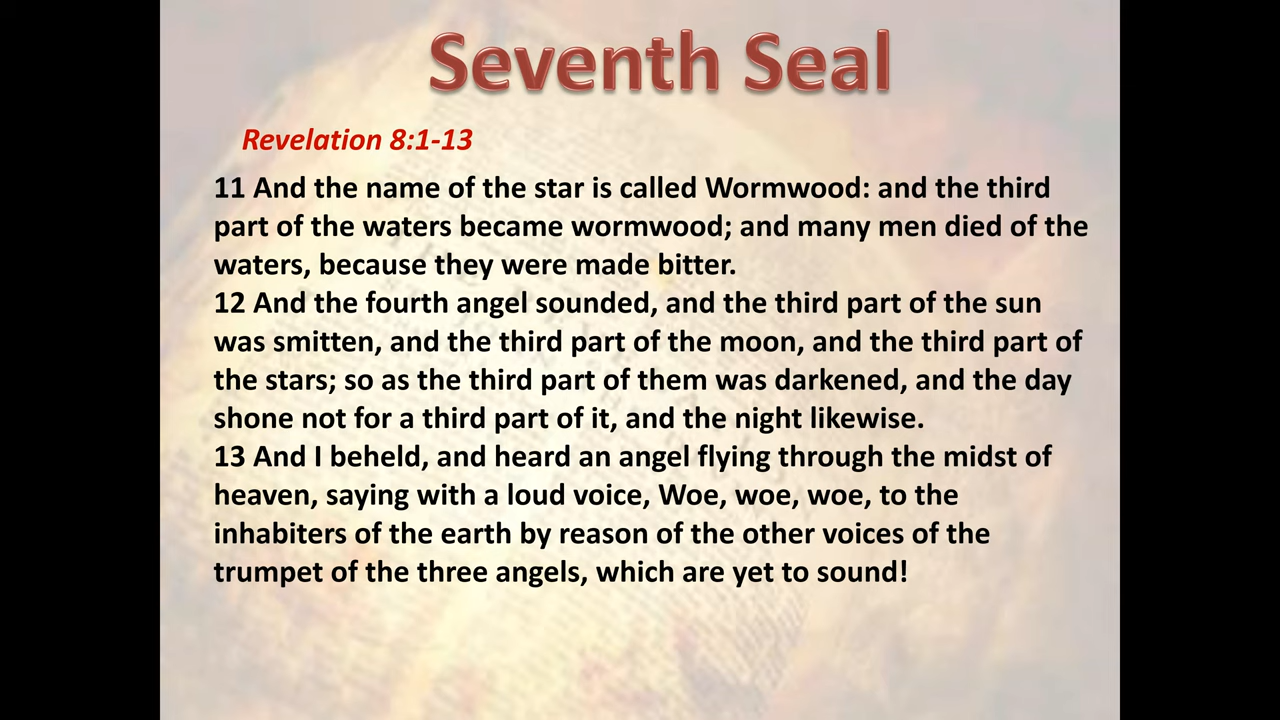 Seventh Seal
Revelation 8:1-13
11 And the name of the star is called Wormwood: and the third
part of the waters became wormwood; and many men died of the
waters, because they were made bitter.
12 And the fourth angel sounded, and the third part of the sun
was smitten, and the third part of the moon, and the third part of
the stars; so as the third part of them was darkened, and the day
shone not for a third part of it, and the night likewise.
13 And I beheld, and heard an angel flying through the midst of
heaven, saying with a loud voice, Woe, woe, woe, to the
inhabiters of the earth by reason of the other voices of the
trumpet of the three angels, which are yet to sound!